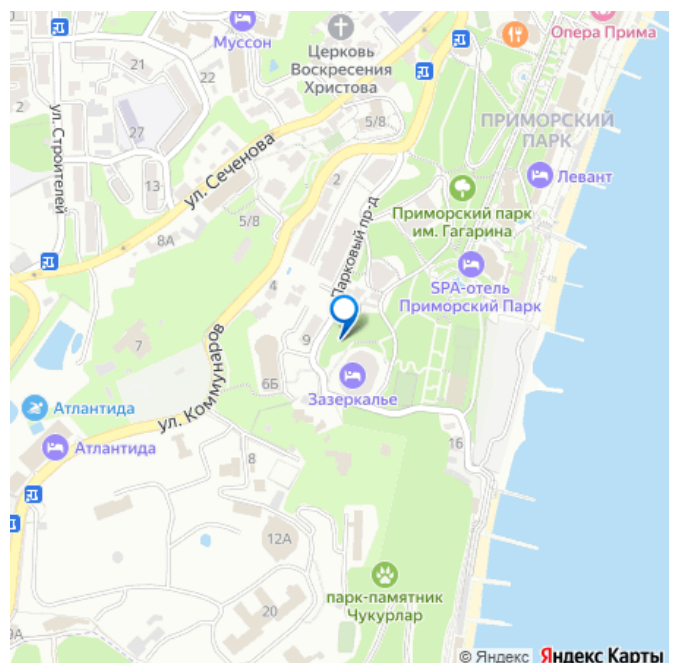 Муссон
Церковь
Воскресения
Христова
Опера Прима
21
22
2
27
13
ул. Строителей
ул. Сеченова
5/8
2
ПРИМОРСКИЙ
ПАРК
Левант
Приморский парк
им. Гагарина
8А
5/8
Парковый пр-д
SPA-отель
Приморский Парк
4
7
9
6Б
ул. Коммунаров
Зазеркалье
Атлантида
Атлантида
8
16
12А
парк-памятник
Чукурлар
20
9А
© Яндекс Яндекс Карты